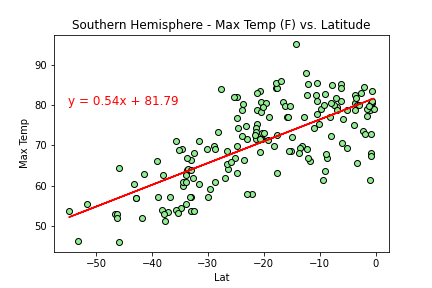 Southern Hemisphere - Max Temp (F) vs. Latitude
90
80
70
60
50
Max Temp
y = 0.54x + 81.79
−50 −40 −30 −20 −10 0
Lat